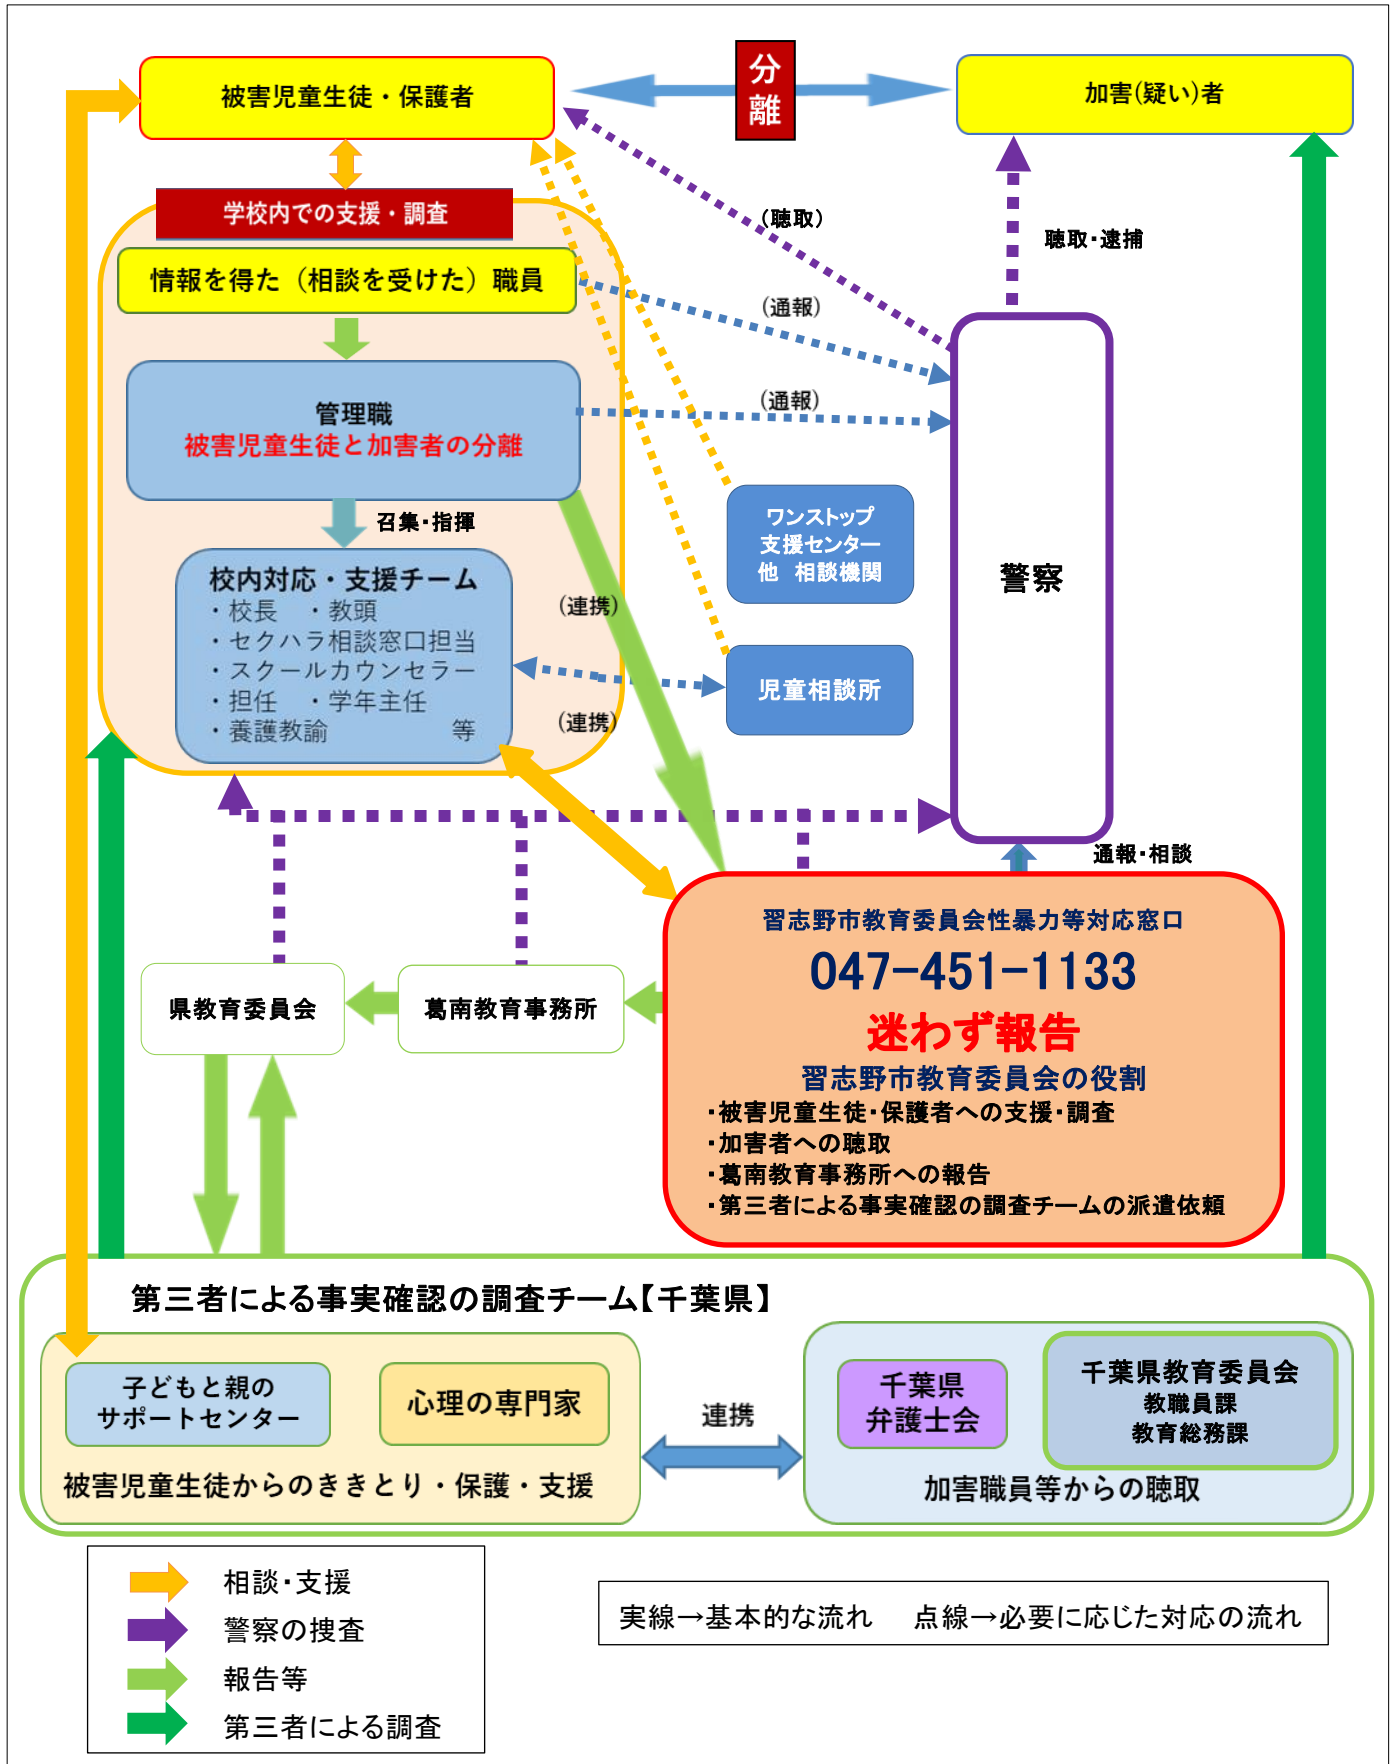 分
離
被害児童生徒・保護者
加害(疑い)者
学校内での支援・調査
(聴取)
聴取・逮捕
情報を得た（相談を受けた）職員
(通報)
管理職
被害児童生徒と加害者の分離
(通報)
召集・指揮
ワンストップ
支援センター
他 相談機関
警察
校内対応・支援チーム
・校長 ・教頭
・セクハラ相談窓口担当
・スクールカウンセラー
・担任 ・学年主任
・養護教諭 等
(連携)
児童相談所
(連携)
通報・相談
習志野市教育委員会性暴力等対応窓口
047-451-1133
迷わず報告
習志野市教育委員会の役割
・被害児童生徒・保護者への支援・調査
・加害者への聴取
・葛南教育事務所への報告
・第三者による事実確認の調査チームの派遣依頼
県教育委員会
葛南教育事務所
第三者による事実確認の調査チーム【千葉県】
子どもと親の
サポートセンター
心理の専門家
被害児童生徒からのききとり・保護・支援
連携
千葉県
弁護士会
千葉県教育委員会
教職員課
教育総務課
加害職員等からの聴取
相談・支援
警察の捜査
報告等
第三者による調査
実線→基本的な流れ 点線→必要に応じた対応の流れ